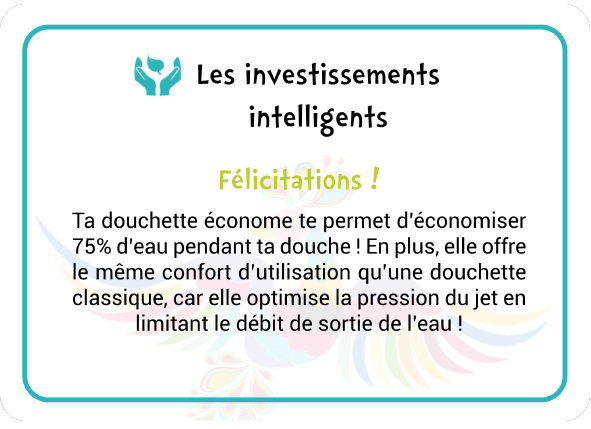 Les investissements
intelligents
Félicitations !
Ta douchette économe te permet d'économiser
75% d'eau pendant ta douche ! En plus, elle offre
le même confort d'utilisation qu'une douchette
classique, car elle optimise la pression du jet en
limitant le débit de sortie de l'eau !